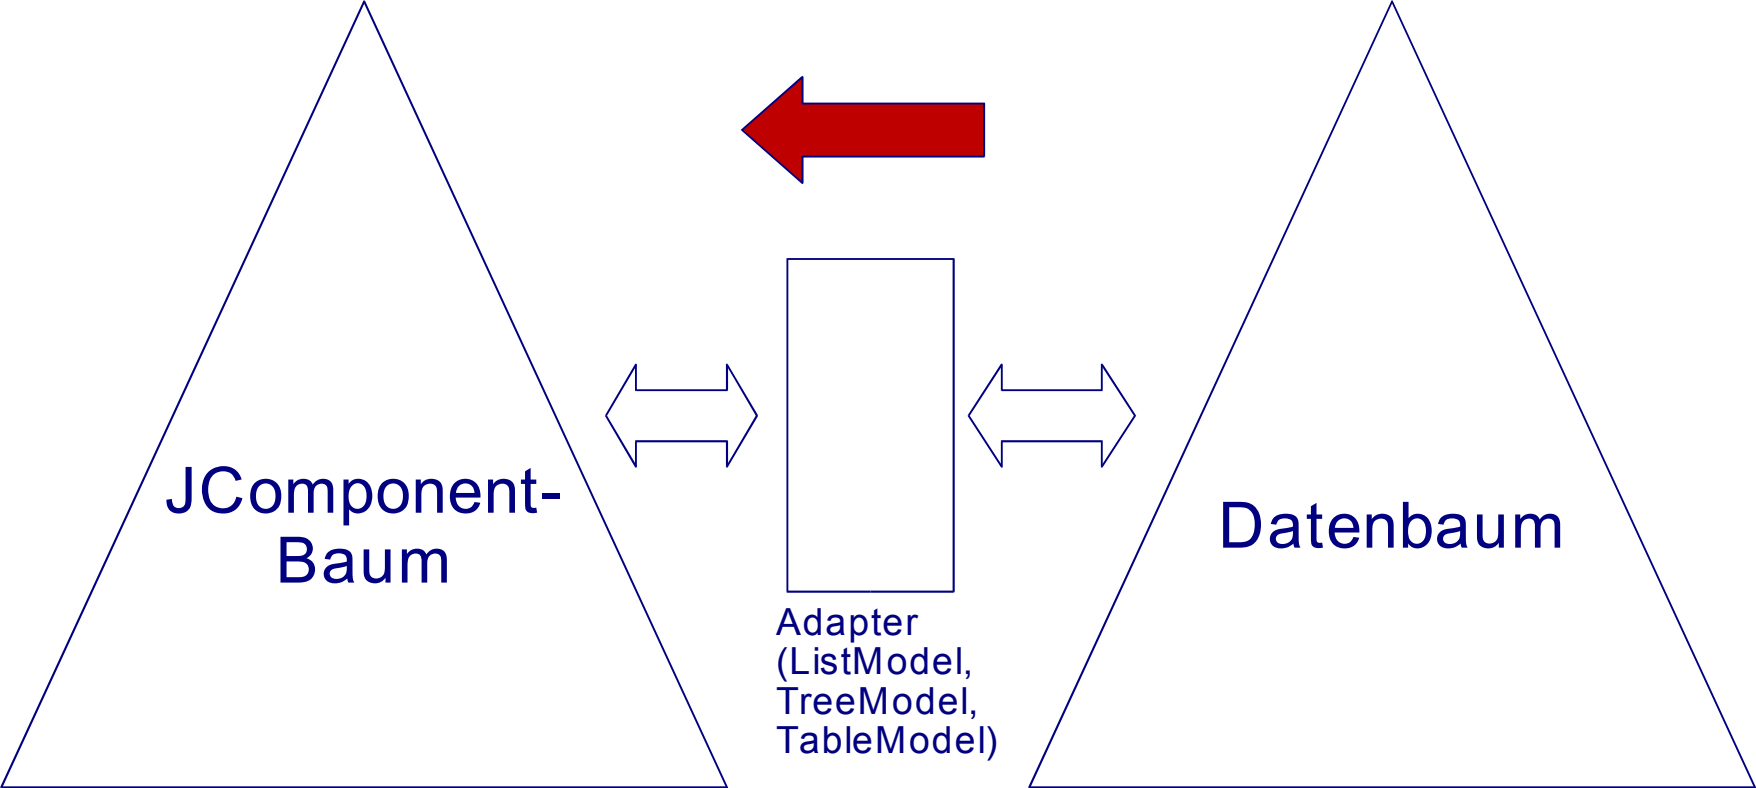 JComponent-
Baum
Datenbaum
Adapter
(ListModel,
TreeModel,
TableModel)